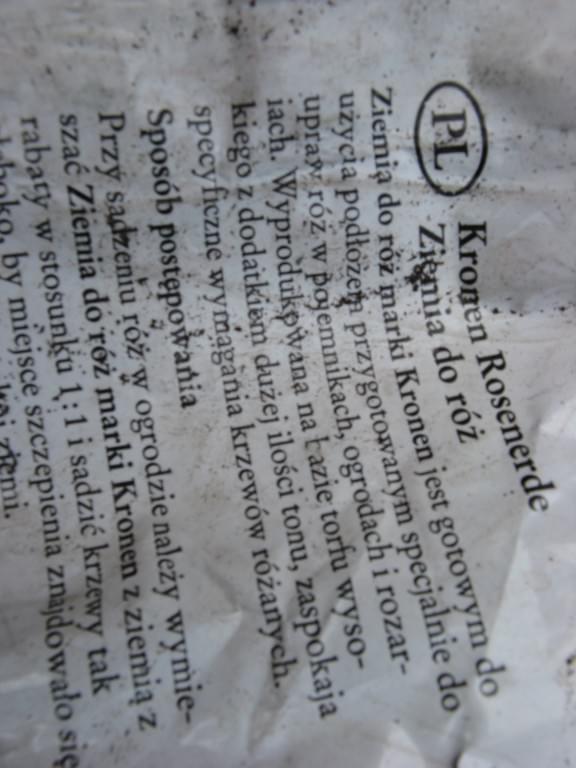 PL
Kronen Rosenerde
Ziemia do róż
Ziemia do róż marki Kronen jest gotowym do
użycia podłożem przygotowanym specjalnie do
upraw róż w pojemnikach, ogrodach i rozar-
iach. Wyprodukowana na bazie torfu wyso-
kiego z dodatkiem dużej ilości tonu, zaspokaja
specyficzne wymagania krzewów różanych.
Sposób postępowania
Przy sadzeniu róż w ogrodzie należy wymie-
szać Ziemia do róż marki Kronen z ziemią z
rabaty w stosunku 1 : 1 i sadzić krzewy tak
by miejsce szczepienia znajdowało się
ziemi.